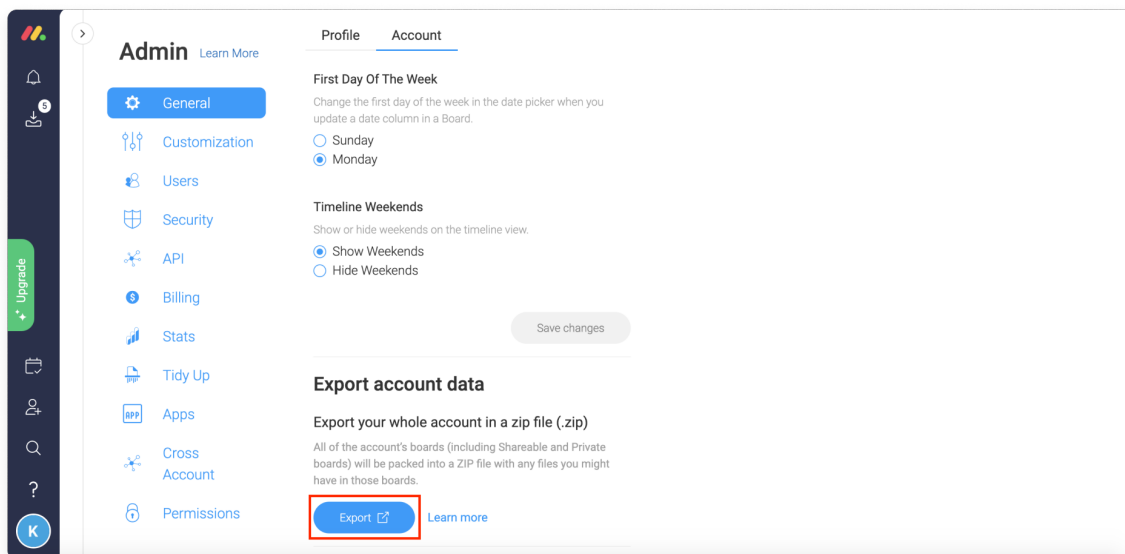 5
Upgrade
K
Admin Learn More
General
Customization
Users
Security
API
Billing
Stats
Tidy Up
APP Apps
Cross
Account
Permissions
Profile Account
First Day Of The Week
Change the first day of the week in the date picker when you
update a date column in a Board.
Sunday
Monday
Timeline Weekends
Show or hide weekends on the timeline view.
Show Weekends
Hide Weekends
Save changes
Export account data
Export your whole account in a zip file (.zip)
All of the account's boards (including Shareable and Private
boards) will be packed into a ZIP file with any files you might
have in those boards.
Export Learn more